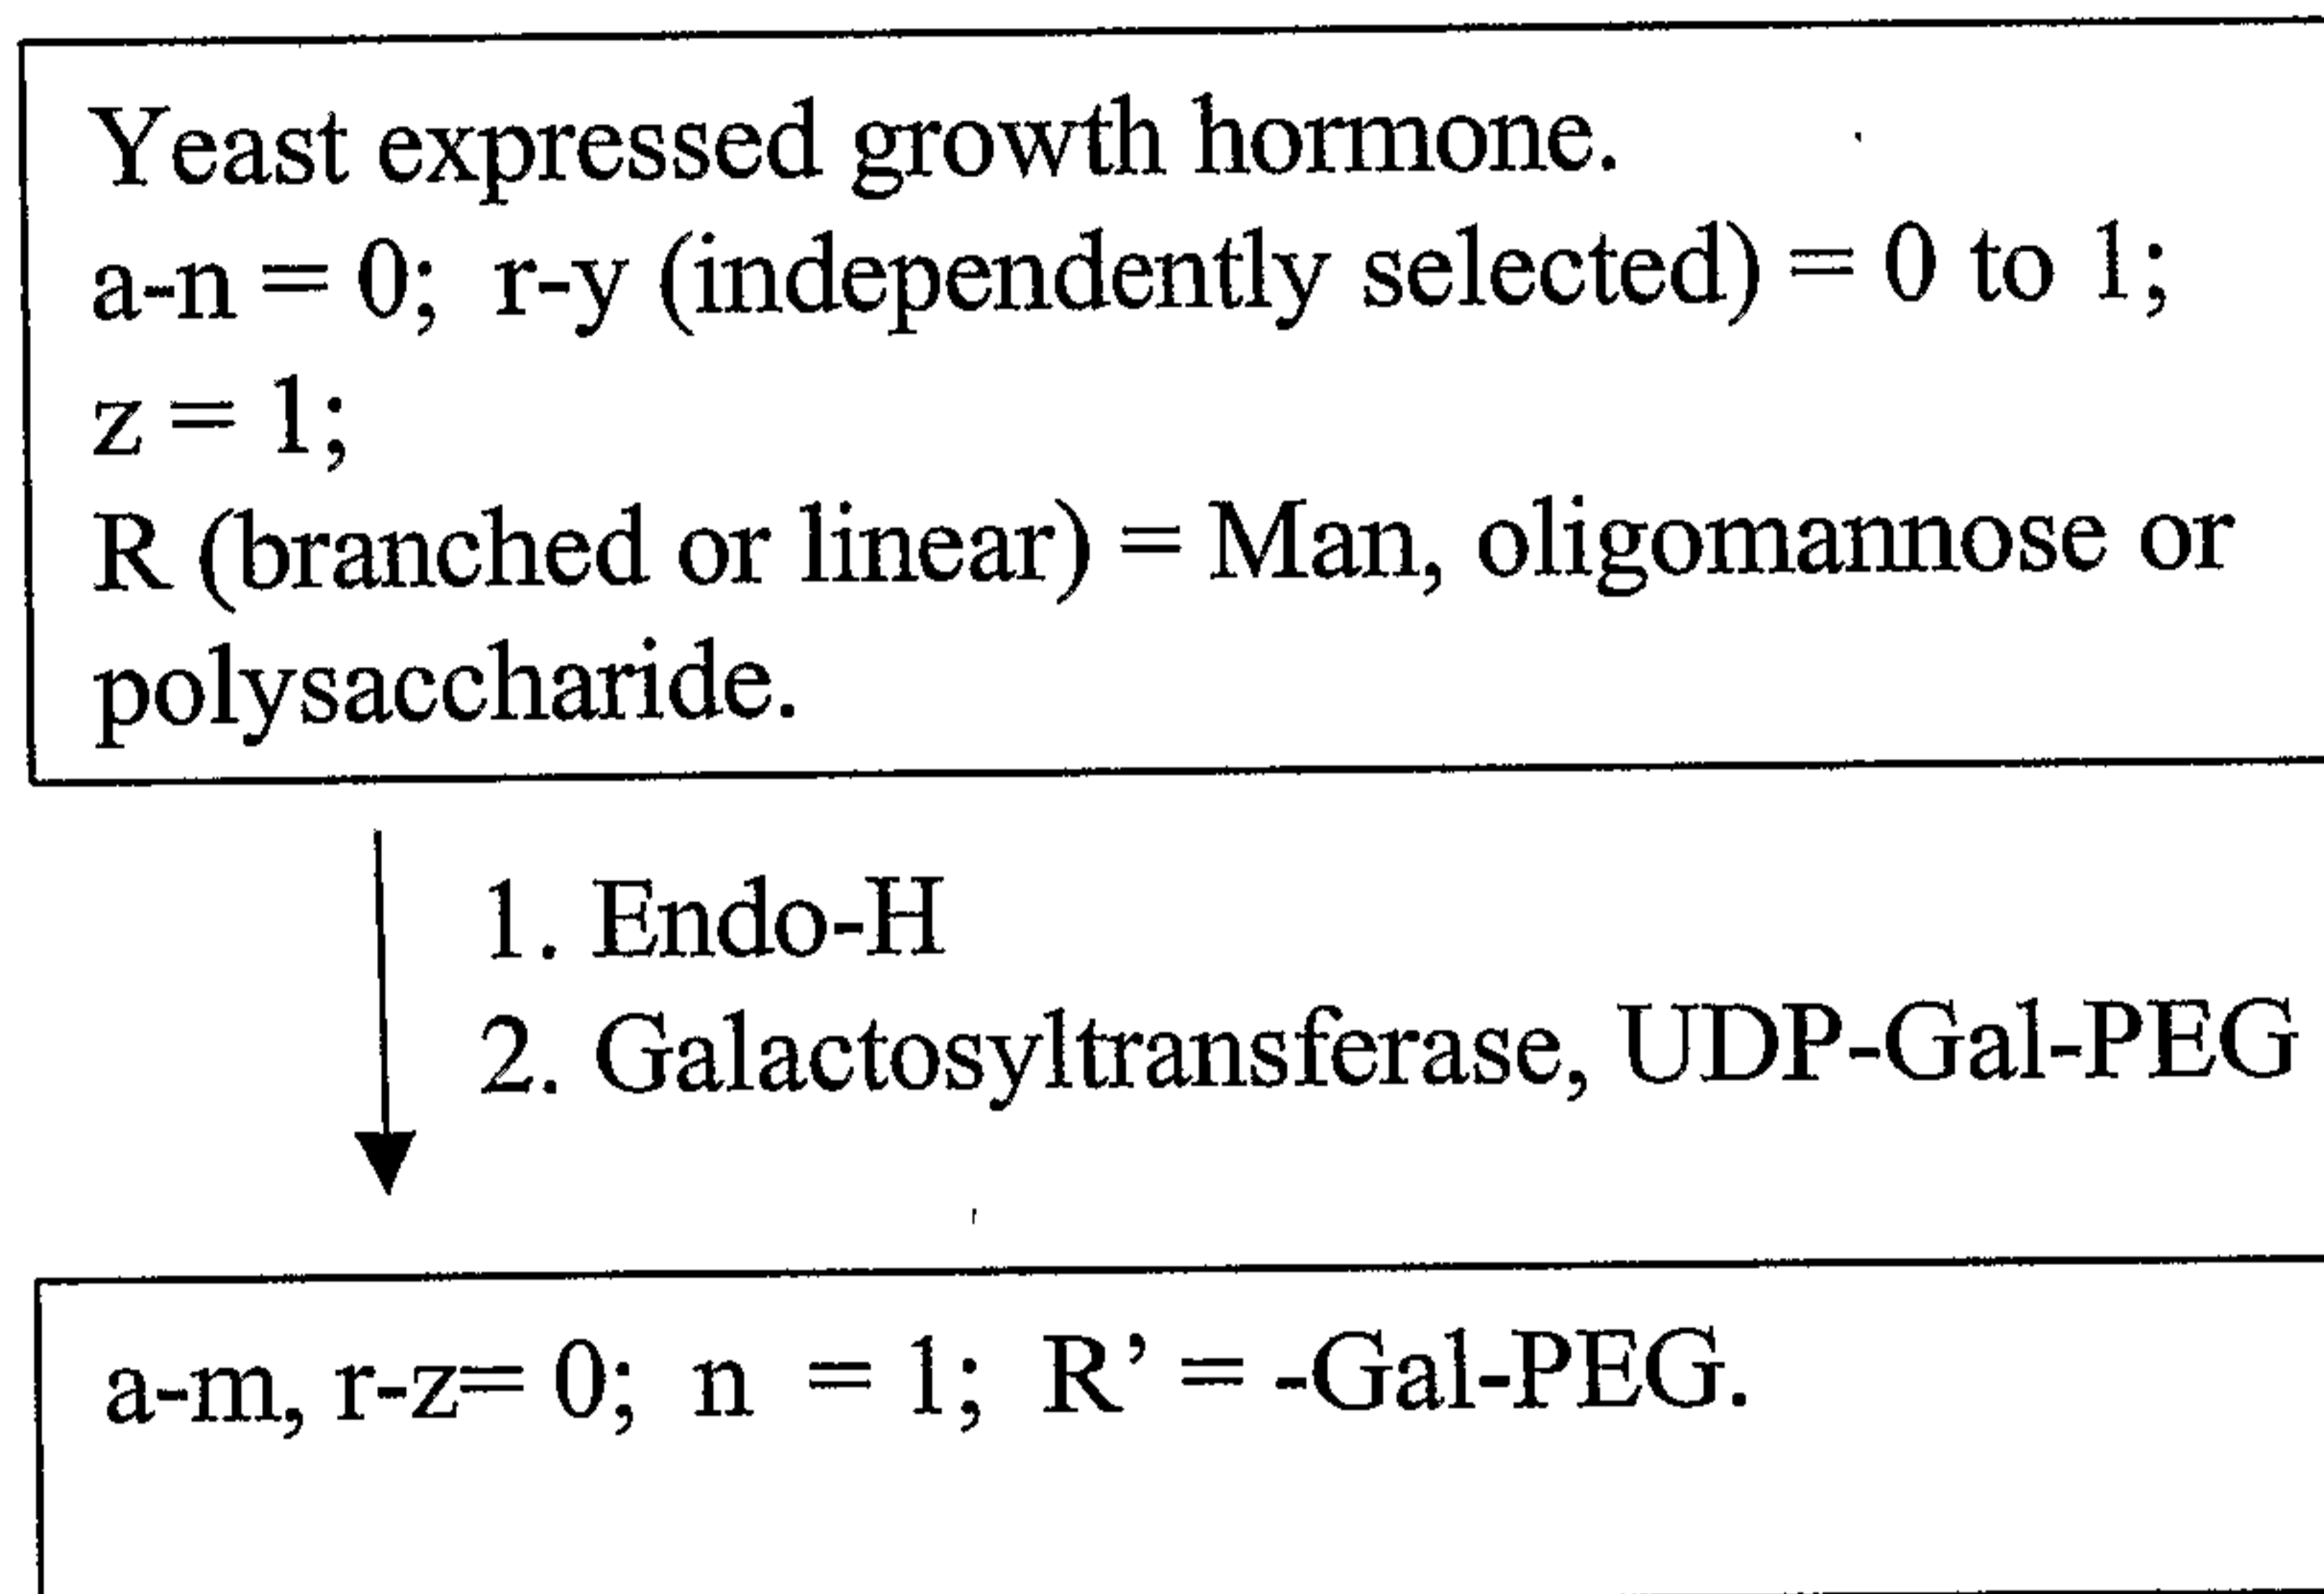 Yeast expressed growth hormone.
a-n = 0; r-y (independently selected) = 0 to 1;
z = 1;
R (branched or linear) = Man, oligomannose or
polysaccharide.
1. Endo-H
2. Galactosyltransferase, UDP-Gal-PEG
a-m, r-z= 0; n = 1; R’ = -Gal-PEG.